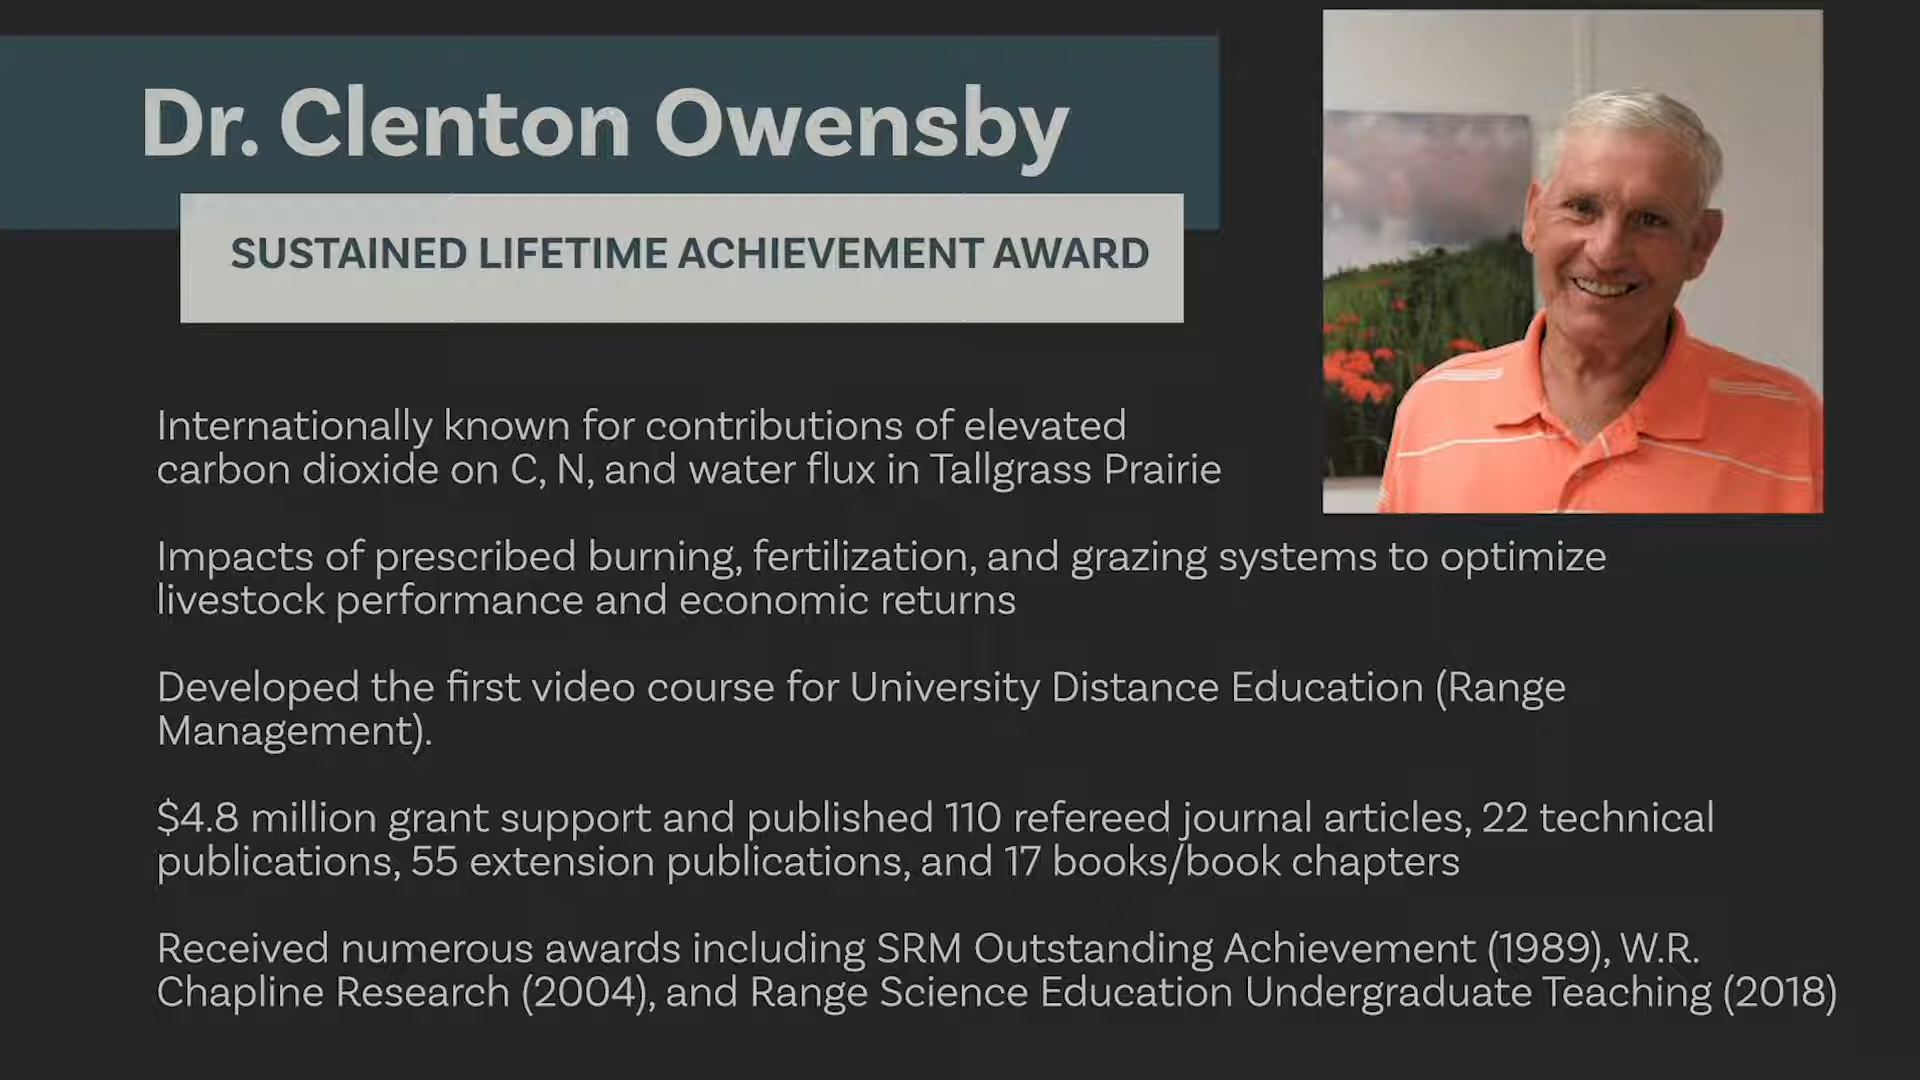 Dr. Clenton Owensby
SUSTAINED LIFETIME ACHIEVEMENT AWARD
Internationally known for contributions of elevated
carbon dioxide on C, N, and water flux in Tallgrass Prairie
Impacts of prescribed burning, fertilization, and grazing systems to optimize
livestock performance and economic returns
Developed the first video course for University Distance Education (Range
Management).
$4.8 million grant support and published 110 refereed journal articles, 22 technical
publications, 55 extension publications, and 17 books/book chapters
Received numerous awards including SRM Outstanding Achievement (1989), W.R.
Chapline Research (2004), and Range Science Education Undergraduate Teaching (2018)